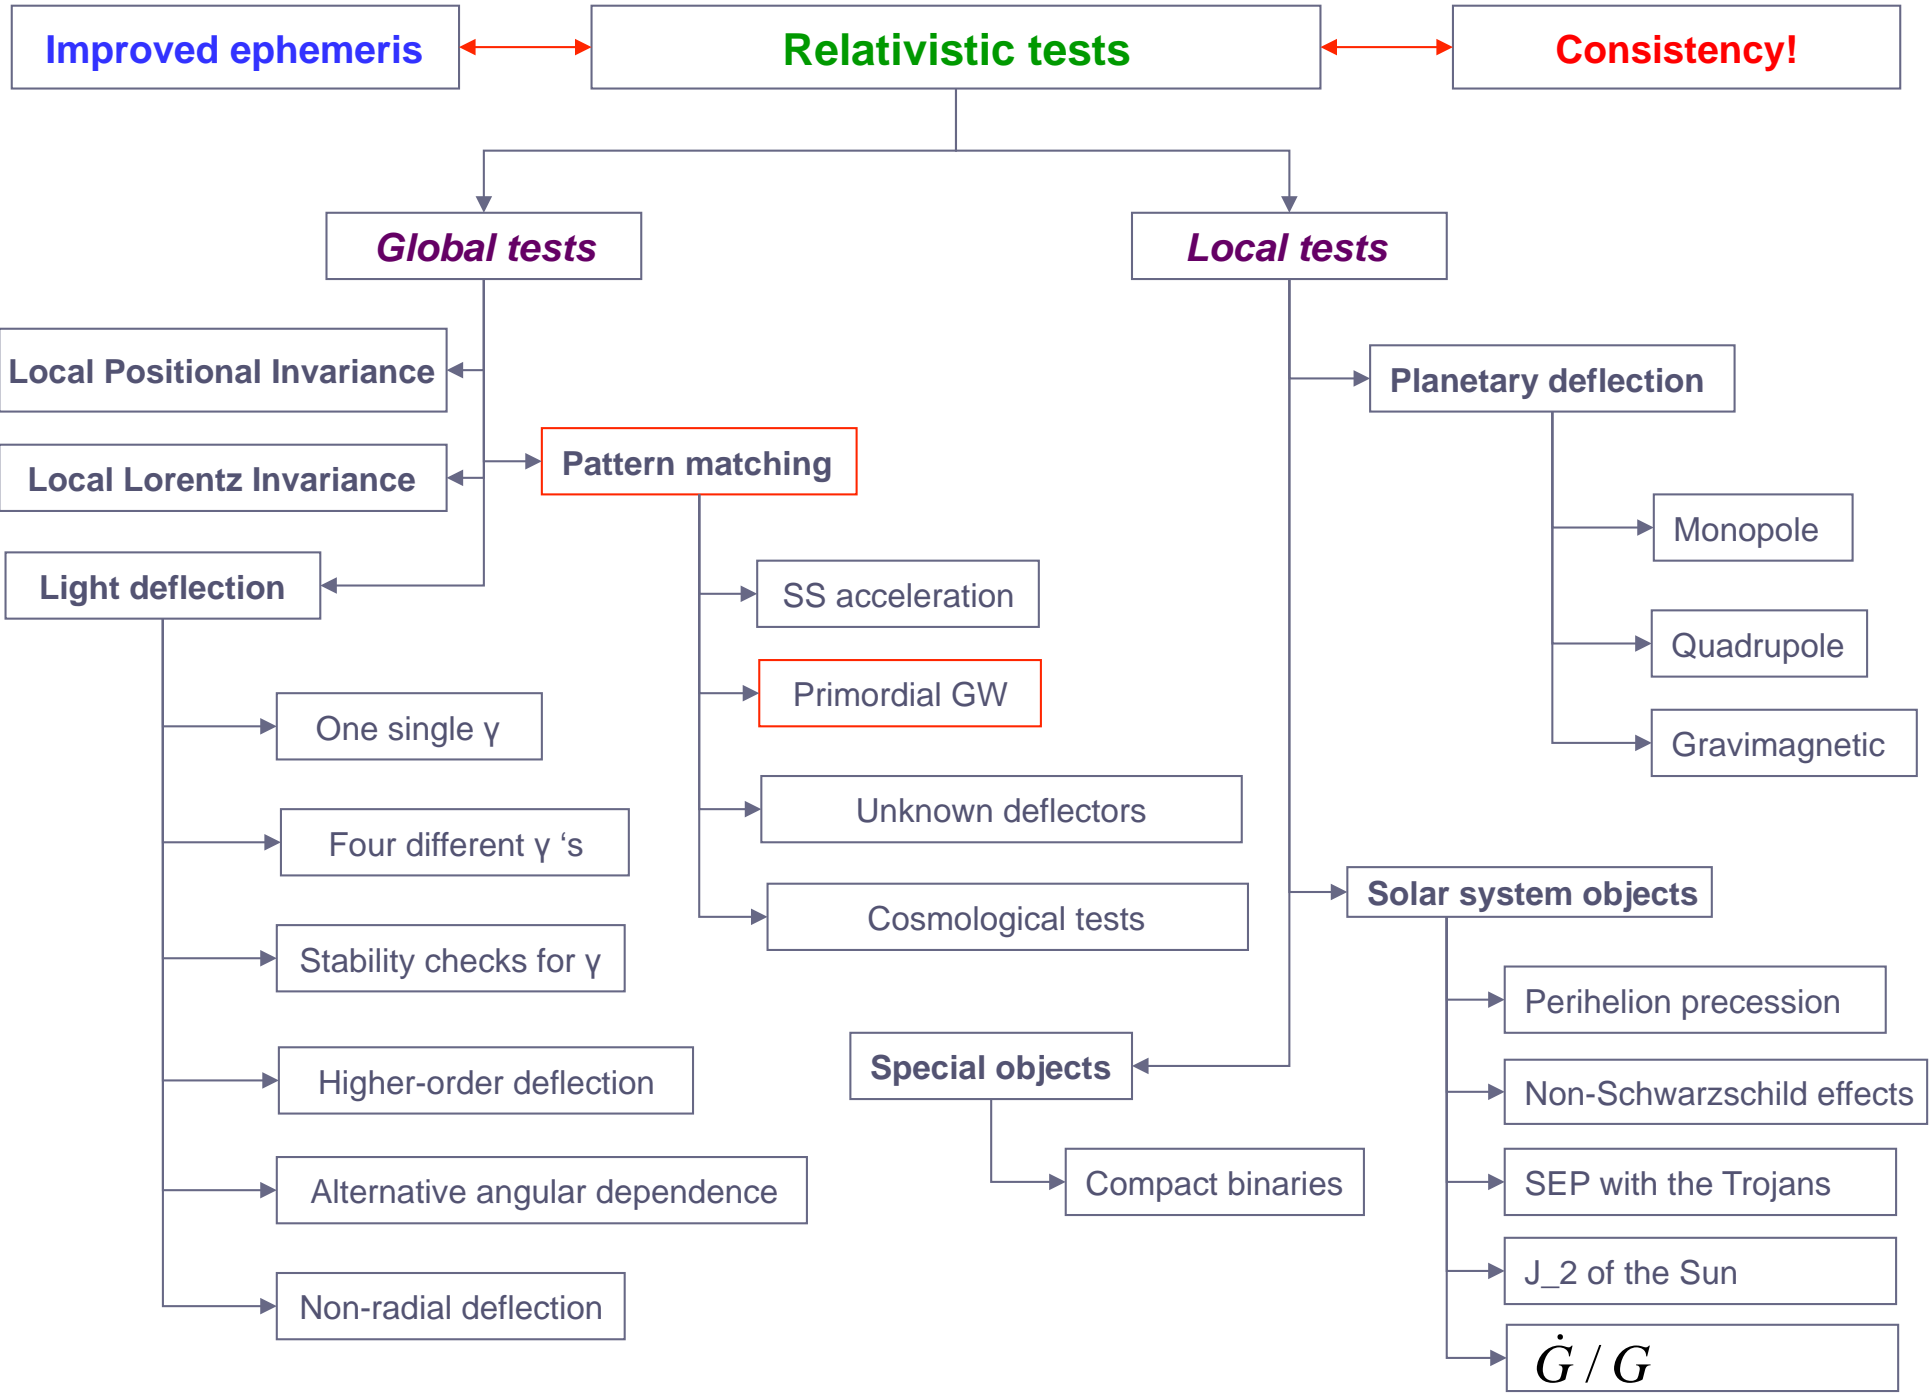 Improved ephemeris
Relativistic tests
Consistency!
Global tests
Local tests
Local Positional Invariance
Local Lorentz Invariance
Light deflection
One single γ
Four different γ ‘s
Stability checks for γ
Higher-order deflection
Alternative angular dependence
Non-radial deflection
Pattern matching
SS acceleration
Primordial GW
Unknown deflectors
Cosmological tests
Planetary deflection
Monopole
Quadrupole
Gravimagnetic
Solar system objects
Perihelion precession
Non-Schwarzschild effects
SEP with the Trojans
J_2 of the Sun
Ġ / G
Special objects
Compact binaries